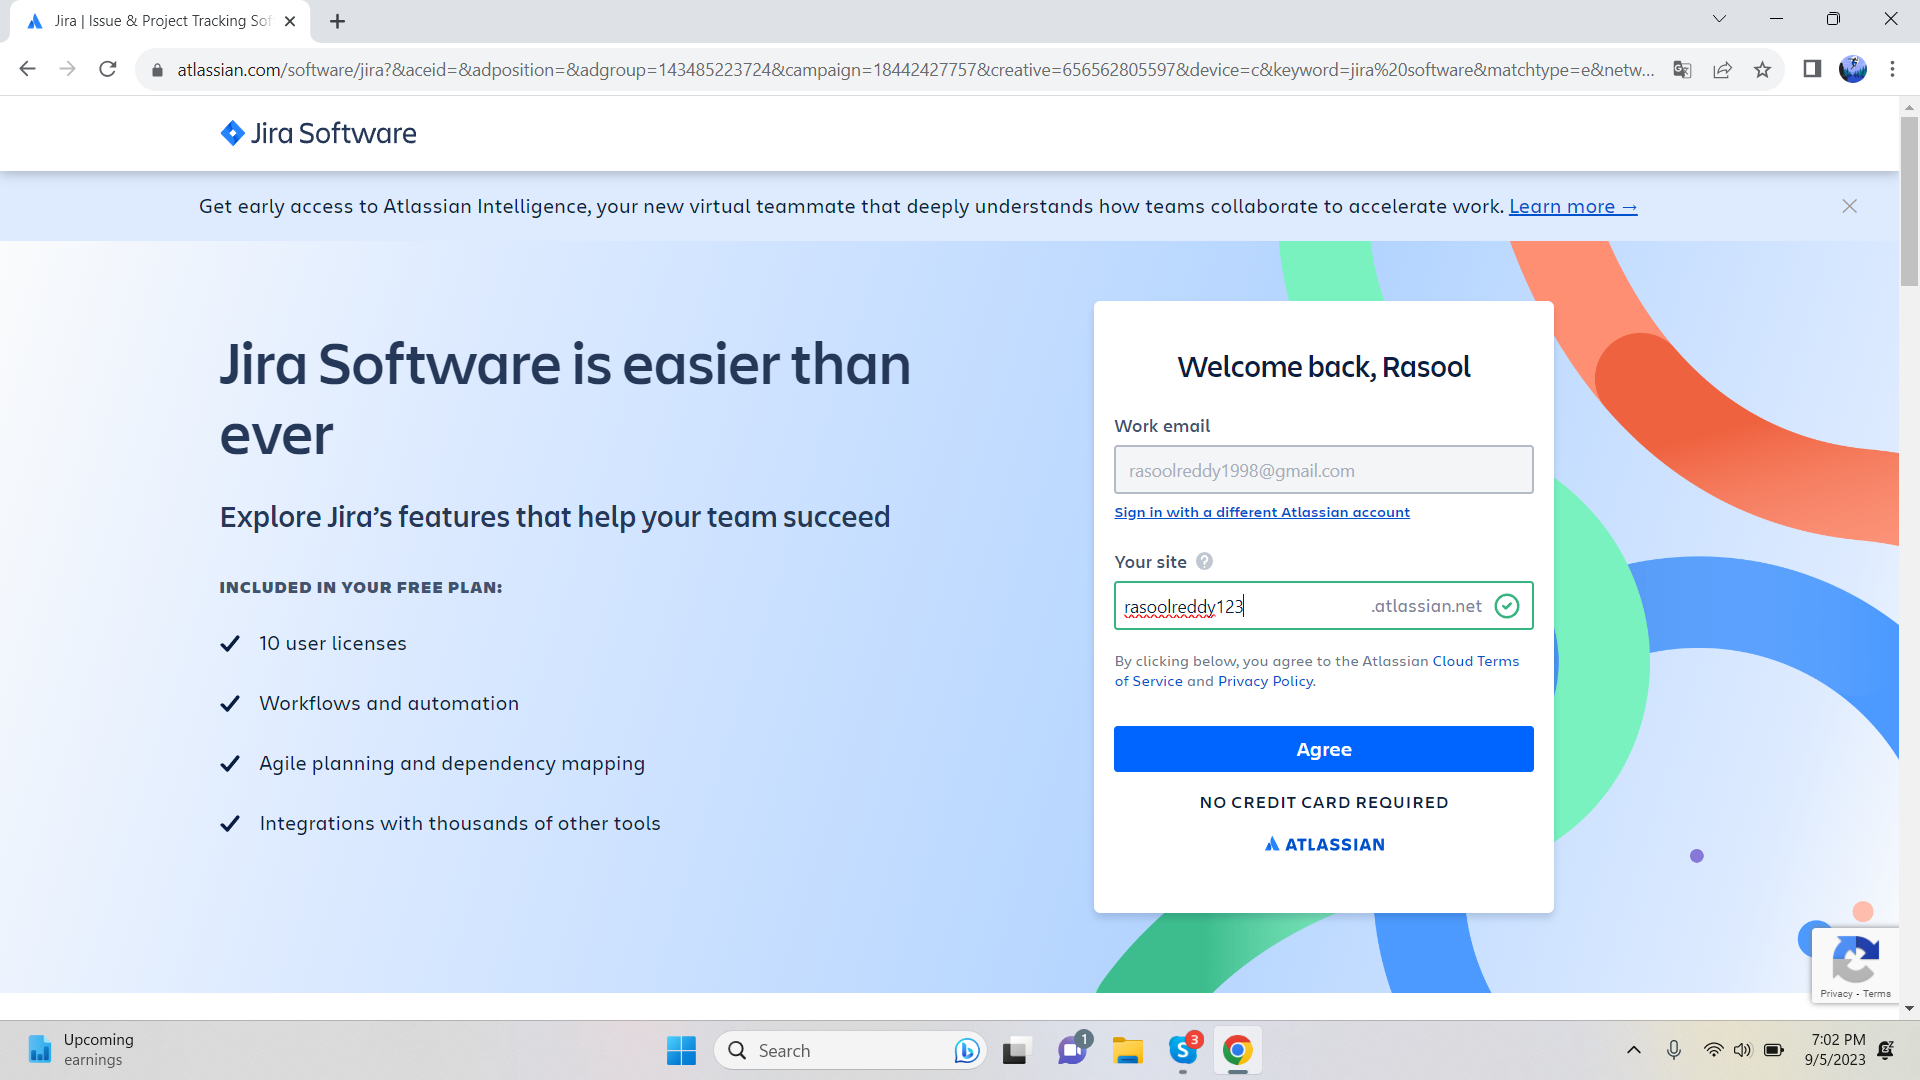 Jira | Issue & Project Tracking Sof
atlassian.com/software/jira?&aceid=&adposition=&adgroup=143485223724&campaign=18442427757&creative=656562805597&device=c&keyword=jira%20software&matchtype=e&netw...
Jira Software
Get early access to Atlassian Intelligence, your new virtual teammate that deeply understands how teams collaborate to accelerate work. Learn more →
Jira Software is easier than
ever
Explore Jira’s features that help your team succeed
INCLUDED IN YOUR FREE PLAN:
10 user licenses
Workflows and automation
Agile planning and dependency mapping
Integrations with thousands of other tools
Welcome back, Rasool
Work email
rasoolreddy1998@gmail.com
Sign in with a different Atlassian account
Your site ?
rasoolreddy123 .atlassian.net
By clicking below, you agree to the Atlassian Cloud Terms
of Service and Privacy Policy.
Agree
NO CREDIT CARD REQUIRED
ATLASSIAN
Privacy - Terms
Upcoming
earnings
Search
1
3
7:02 PM
9/5/2023